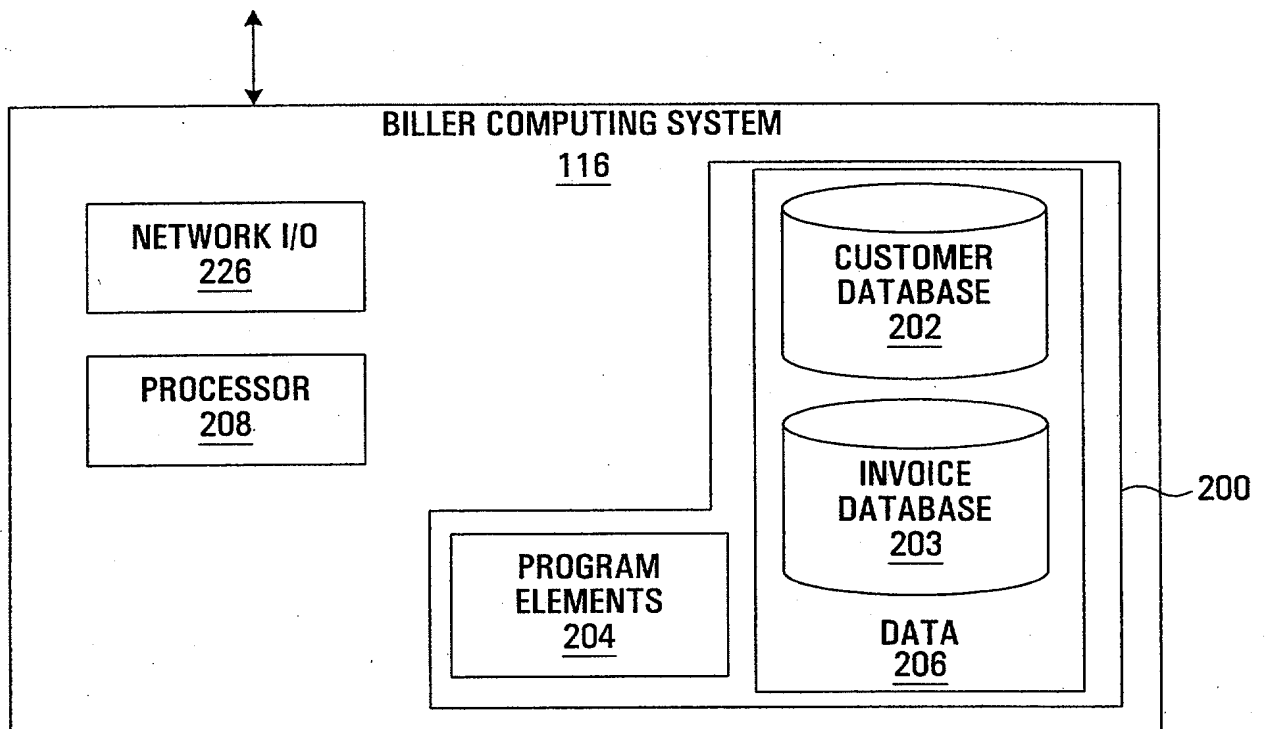 BILLER COMPUTING SYSTEM
116
NETWORK I/O
226
PROCESSOR
208
CUSTOMER
DATABASE
202
INVOICE
DATABASE
203
200
PROGRAM
ELEMENTS
204
DATA
206